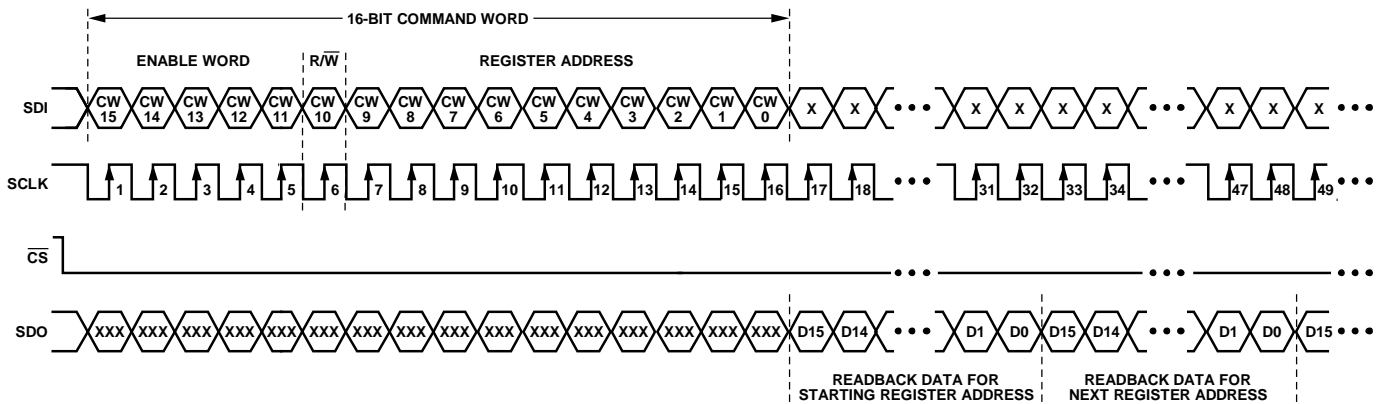 16-BIT COMMAND WORD
ENABLE WORD R/W REGISTER ADDRESS
SDI CW 15 CW 14 CW 13 CW 12 CW 11 CW 10 CW 9 CW 8 CW 7 CW 6 CW 5 CW 4 CW 3 CW 2 CW 1 CW 0 X X X X X X X X X
SCLK 1 2 3 4 5 6 7 8 9 10 11 12 13 14 15 16 17 18 31 32 33 34 47 48 49
CS
SDO XXX XXX XXX XXX XXX XXX XXX XXX XXX XXX XXX XXX XXX XXX XXX XXX D15 D14 D1 D0 D15 D14 D1 D0 D15
READBACK DATA FOR STARTING REGISTER ADDRESS
READBACK DATA FOR NEXT REGISTER ADDRESS